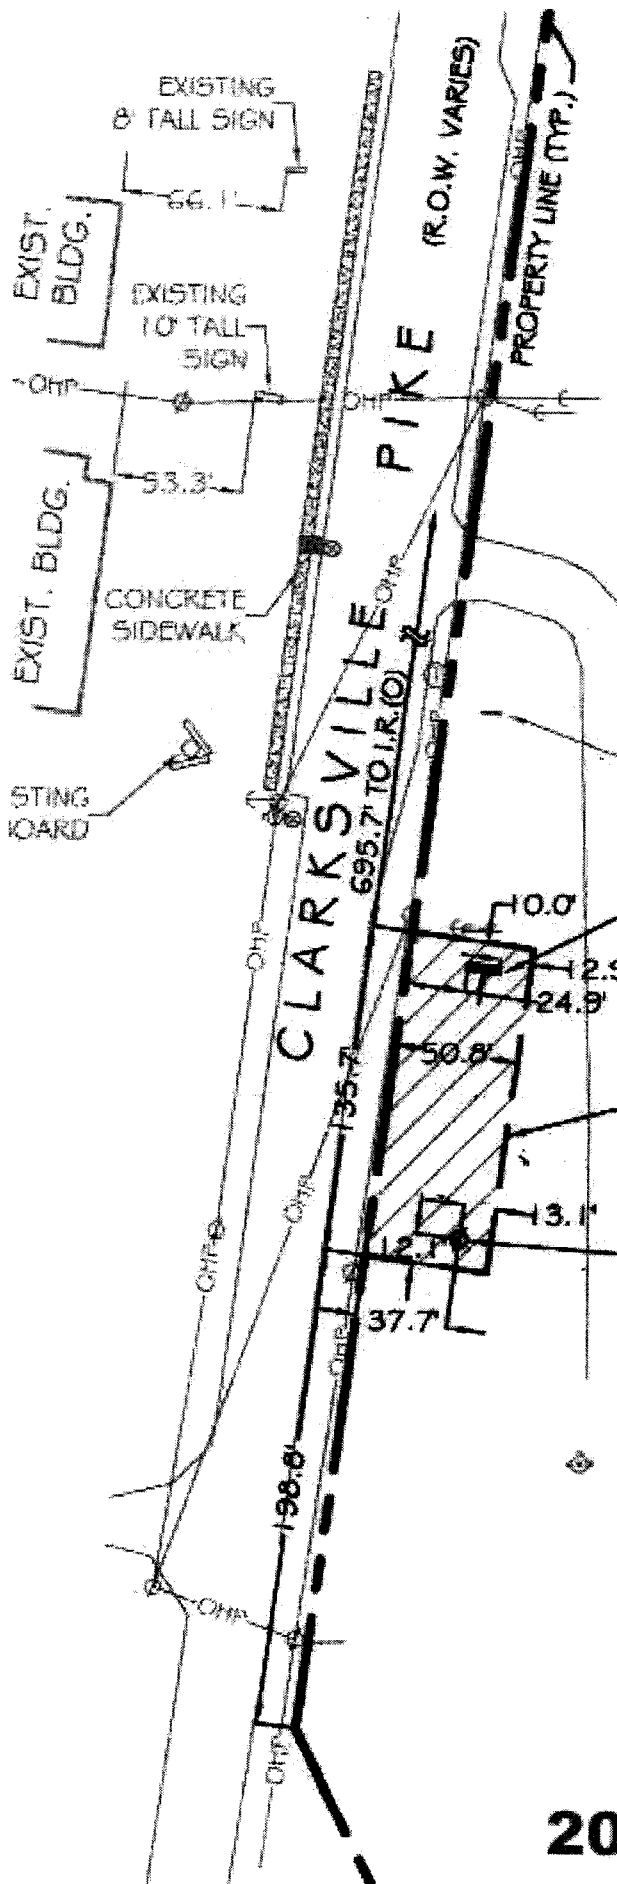 EXISTING
8' TALL SIGN
66.1'
EXIST.
BLDG.
(R.O.W. VARIES)
OHP
PROPERTY LINE (TYP.)
EXISTING
10' TALL
SIGN
OHP
OHP
53.3'
EXIST. BLDG.
CLARKSVILLE PIKE
OHP
CONCRETE
SIDEWALK
695.7' TO I.R.(O)
STING
OHP
10.0'
24.9'
50.8'
135.7'
OHP
13.1'
12.1'
OHP
37.7'
OHP
198.8'
OHP
OHP
20